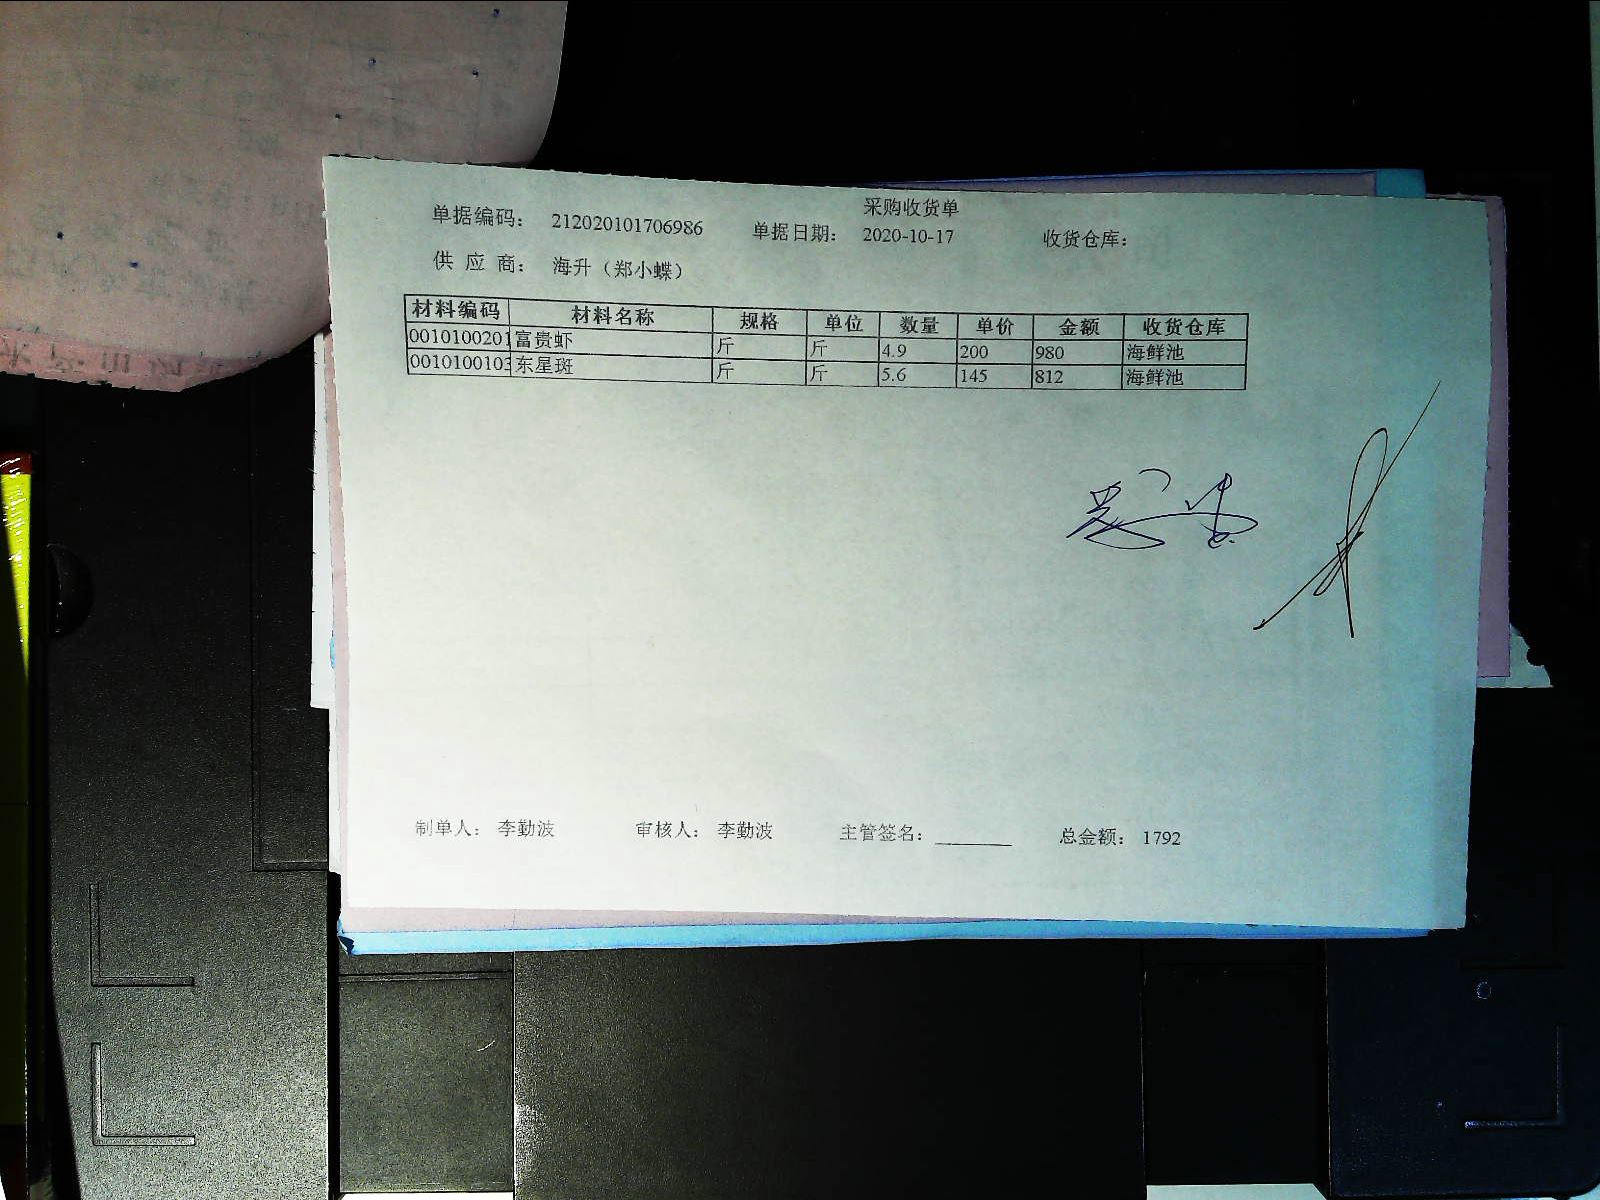 采购收货单
单据编码: 212020101706986 单据日期: 2020-10-17 收货仓库:
供 应 商: 海升（郑小蝶）
材料编码 材料名称 规格 单位 数量 单价 金额 收货仓库
0010100201 富贵虾 斤 斤 4.9 200 980 海鲜池
0010100103 东星斑 斤 斤 5.6 145 812 海鲜池
制单人: 李勤波 审核人: 李勤波 主管签名: ________ 总金额: 1792